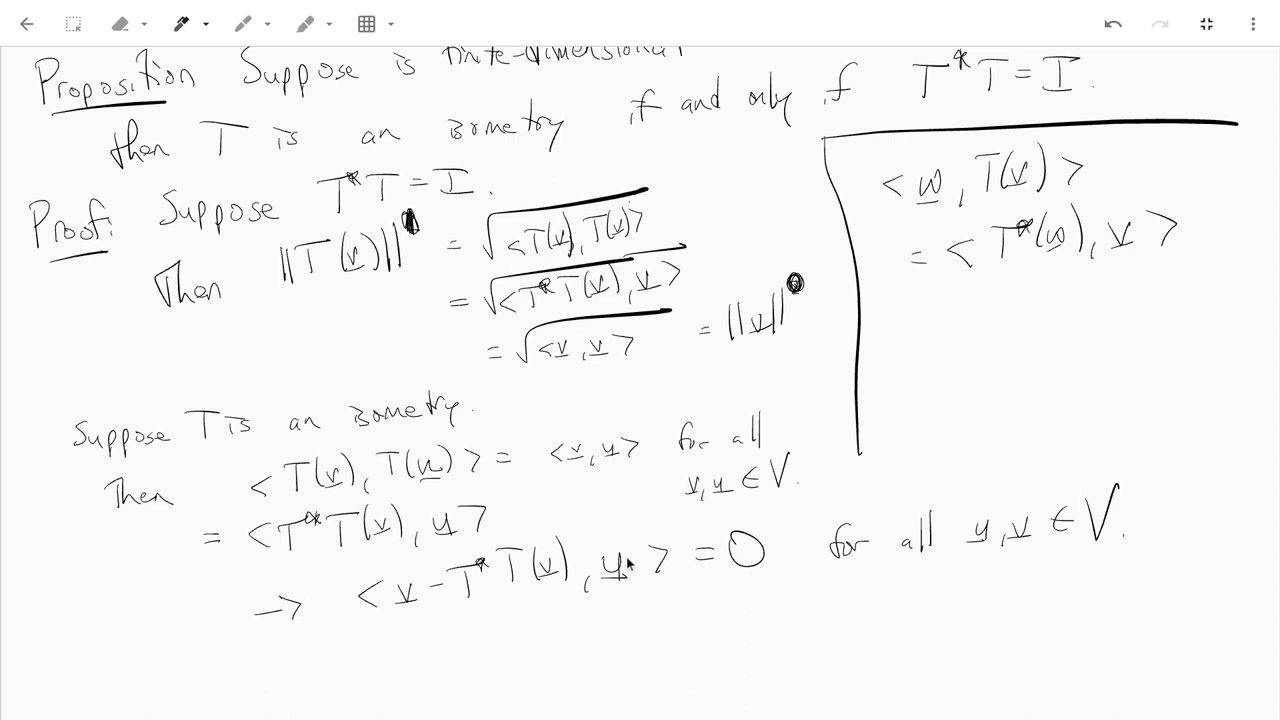 Proposition Suppose is finite-dimensional
then T is an isometry if and only if T*T = I.
Proof: Suppose T*T = I.
Then ||T(v)|| = √<T(v), T(v)>
= √<T*T(v), v>
= √<v, v> = ||v||
<w, T(v)>
= <T*(w), v>
Suppose T is an isometry.
Then <T(v), T(u)> = <v, u> for all
v, u ∈ V.
= <T*T(v), u>
→ <v - T*T(v), u> = 0 for all u, v ∈ V.